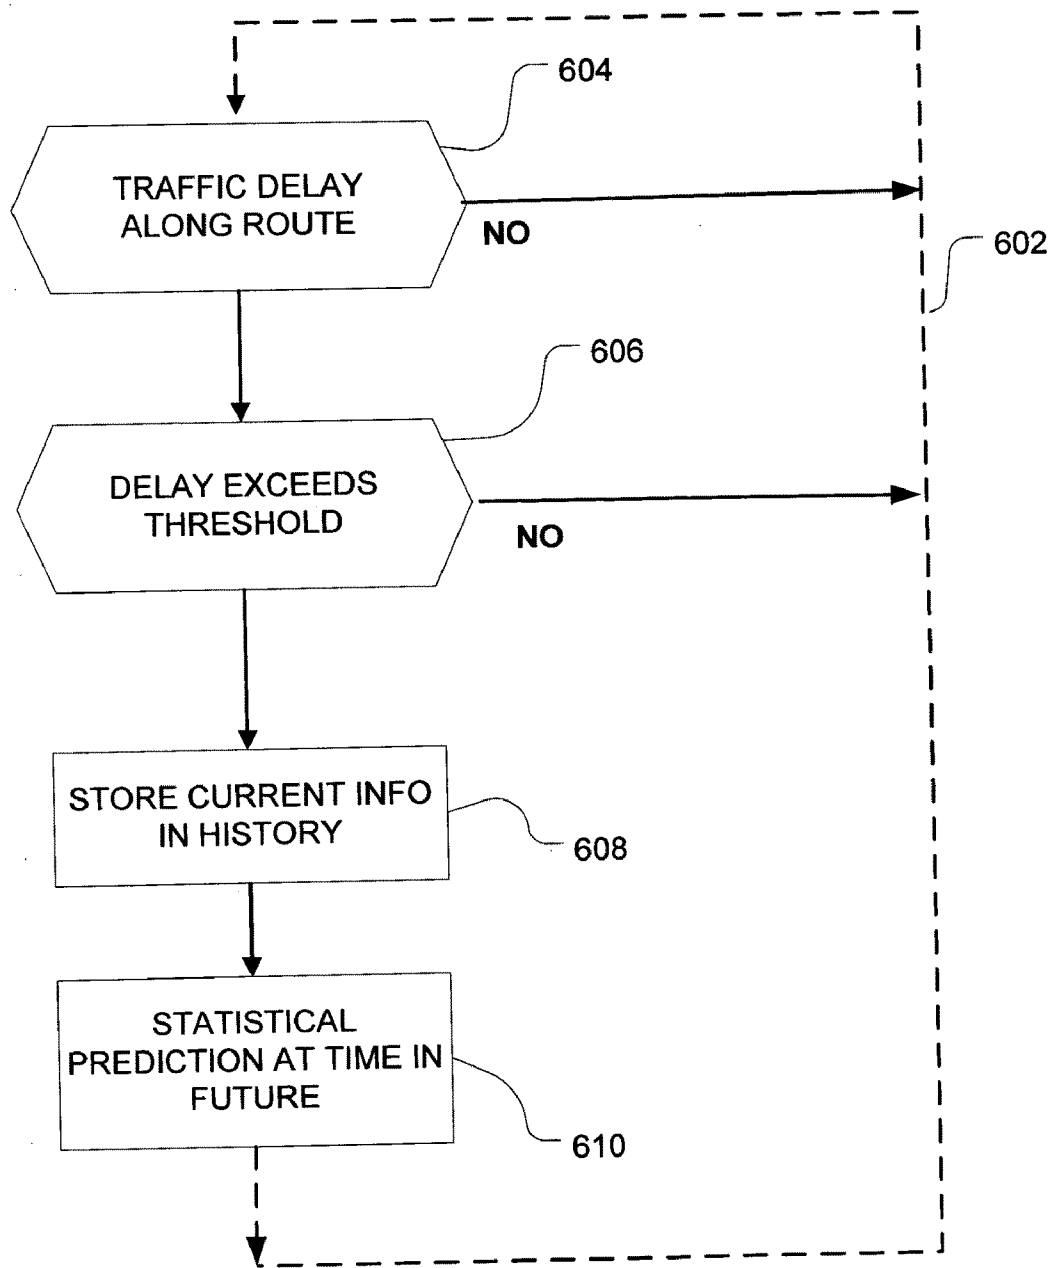 604
TRAFFIC DELAY
ALONG ROUTE
NO
602
606
DELAY EXCEEDS
THRESHOLD
NO
STORE CURRENT INFO
IN HISTORY
608
STATISTICAL
PREDICTION AT TIME IN
FUTURE
610